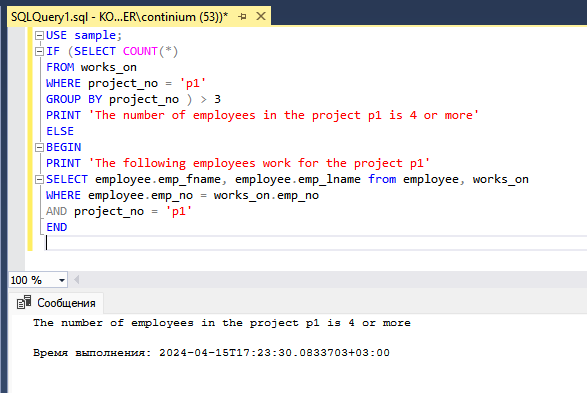 SQLQuery1.sql - KO...ER\continium (53))*
USE sample;
IF (SELECT COUNT(*)
FROM works_on
WHERE project_no = 'p1'
GROUP BY project_no ) > 3
PRINT 'The number of employees in the project p1 is 4 or more'
ELSE
BEGIN
PRINT 'The following employees work for the project p1'
SELECT employee.emp_fname, employee.emp_lname from employee, works_on
WHERE employee.emp_no = works_on.emp_no
AND project_no = 'p1'
END
100 %
Сообщения
The number of employees in the project p1 is 4 or more
Время выполнения: 2024-04-15T17:23:30.0833703+03:00